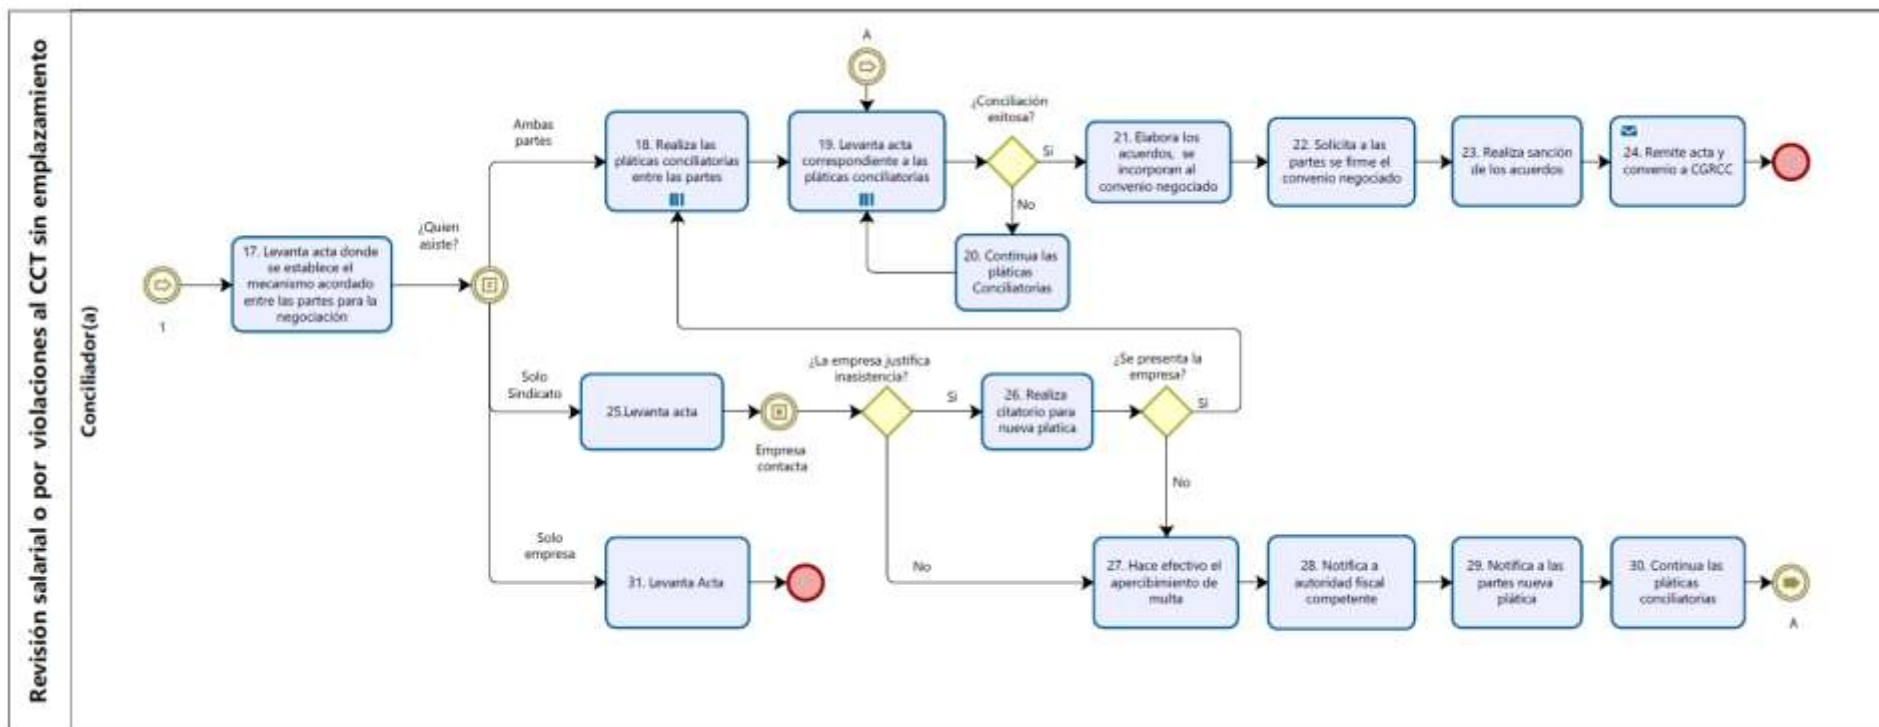 Revisión salarial o por violaciones al CCT sin emplazamiento
Conciliador(a)
1
17. Levanta acta donde
se establece el
mecanismo acordado
entre las partes para la
negociación
¿Quien
asiste?
Ambas
partes
18. Realiza las
pláticas conciliatorias
entre las partes
A
19. Levanta acta
correspondiente a las
pláticas conciliatorias
¿Conciliación
exitosa?
Si
No
20. Continua las
pláticas
Conciliatorias
21. Elabora los
acuerdos, se
incorporan al
convenio negociado
22. Solicita a las
partes se firme el
convenio negociado
23. Realiza sanción
de los acuerdos
24. Remite acta y
convenio a CGRCC
Solo
Sindicato
25.Levanta acta
Empresa
contacta
¿La empresa justifica
inasistencia?
Si
26. Realiza
citatorio para
nueva platica
¿Se presenta la
empresa?
Si
No
No
Solo
empresa
31. Levanta Acta
27. Hace efectivo el
apercibimiento de
multa
28. Notifica a
autoridad fiscal
competente
29. Notifica a las
partes nueva
plática
30. Continua las
pláticas
conciliatorias
A